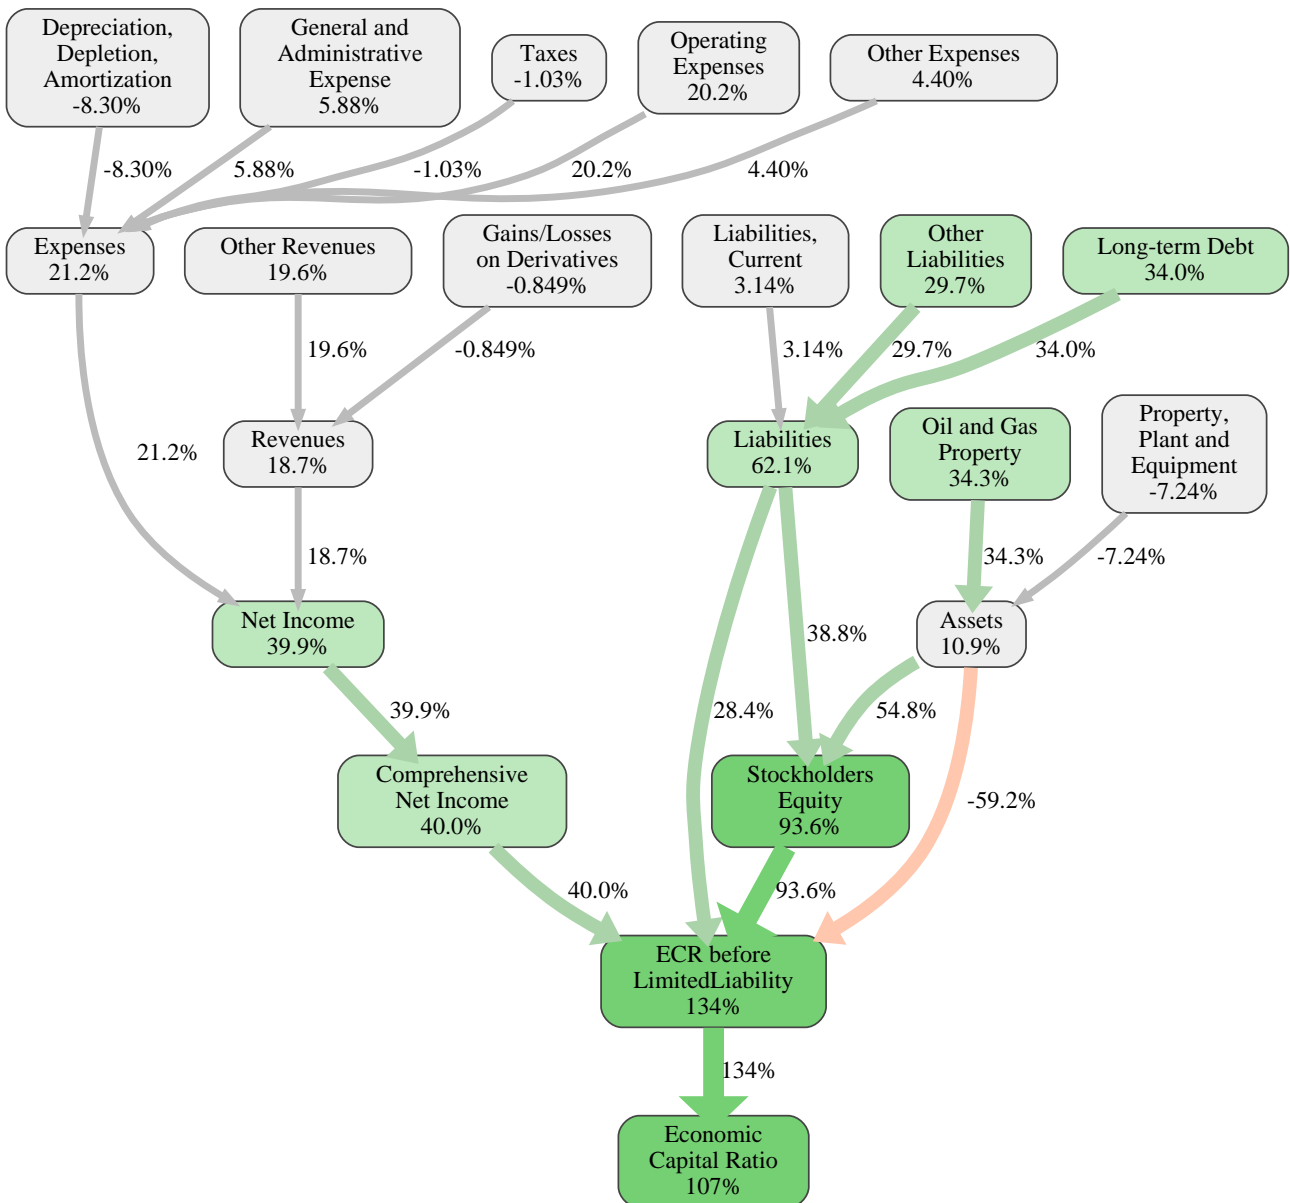 Depreciation,
Depletion,
Amortization
-8.30%
General and
Administrative
Expense
5.88%
Taxes
-1.03%
Operating
Expenses
20.2%
Other Expenses
4.40%
-8.30%
5.88%
-1.03%
20.2%
4.40%
Expenses
21.2%
Other Revenues
19.6%
Gains/Losses
on Derivatives
-0.849%
Liabilities,
Current
3.14%
Other
Liabilities
29.7%
Long-term Debt
34.0%
19.6%
-0.849%
3.14%
29.7%
34.0%
Revenues
18.7%
Liabilities
62.1%
Oil and Gas
Property
34.3%
Property,
Plant and
Equipment
-7.24%
21.2%
18.7%
34.3%
-7.24%
Net Income
39.9%
38.8%
Assets
10.9%
39.9%
28.4%
54.8%
Comprehensive
Net Income
40.0%
Stockholders
Equity
93.6%
-59.2%
40.0%
93.6%
ECR before
LimitedLiability
134%
134%
Economic
Capital Ratio
107%